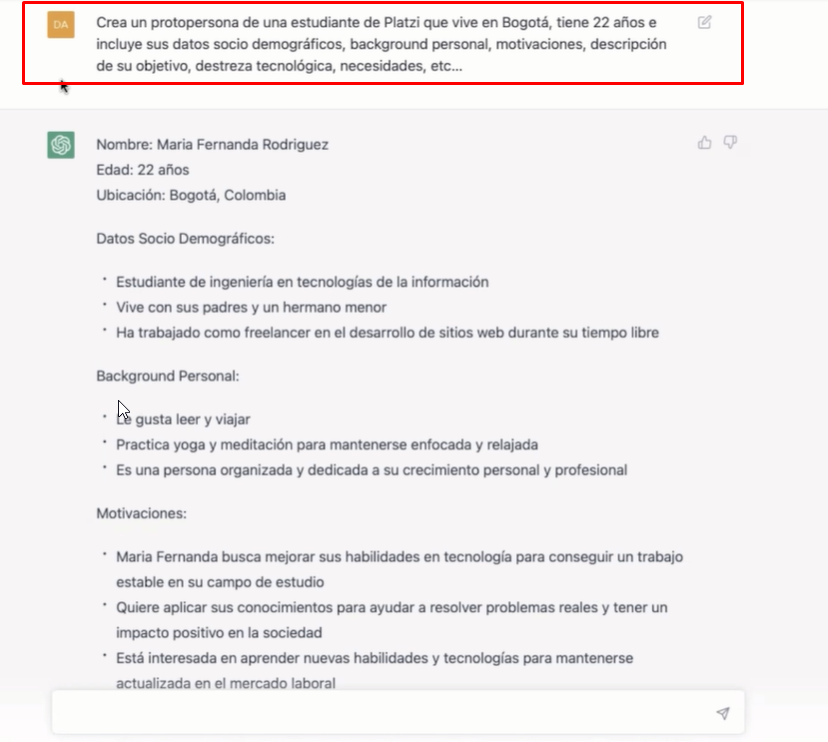 DA
Crea un protopersona de una estudiante de Platzi que vive en Bogotá, tiene 22 años e
incluye sus datos socio demográficos, background personal, motivaciones, descripción
de su objetivo, destreza tecnológica, necesidades, etc...
Nombre: Maria Fernanda Rodriguez
Edad: 22 años
Ubicación: Bogotá, Colombia
Datos Socio Demográficos:
• Estudiante de ingeniería en tecnologías de la información
• Vive con sus padres y un hermano menor
• Ha trabajado como freelancer en el desarrollo de sitios web durante su tiempo libre
Background Personal:
• Le gusta leer y viajar
• Practica yoga y meditación para mantenerse enfocada y relajada
• Es una persona organizada y dedicada a su crecimiento personal y profesional
Motivaciones:
• Maria Fernanda busca mejorar sus habilidades en tecnología para conseguir un trabajo
estable en su campo de estudio
• Quiere aplicar sus conocimientos para ayudar a resolver problemas reales y tener un
impacto positivo en la sociedad
• Está interesada en aprender nuevas habilidades y tecnologías para mantenerse
actualizada en el mercado laboral